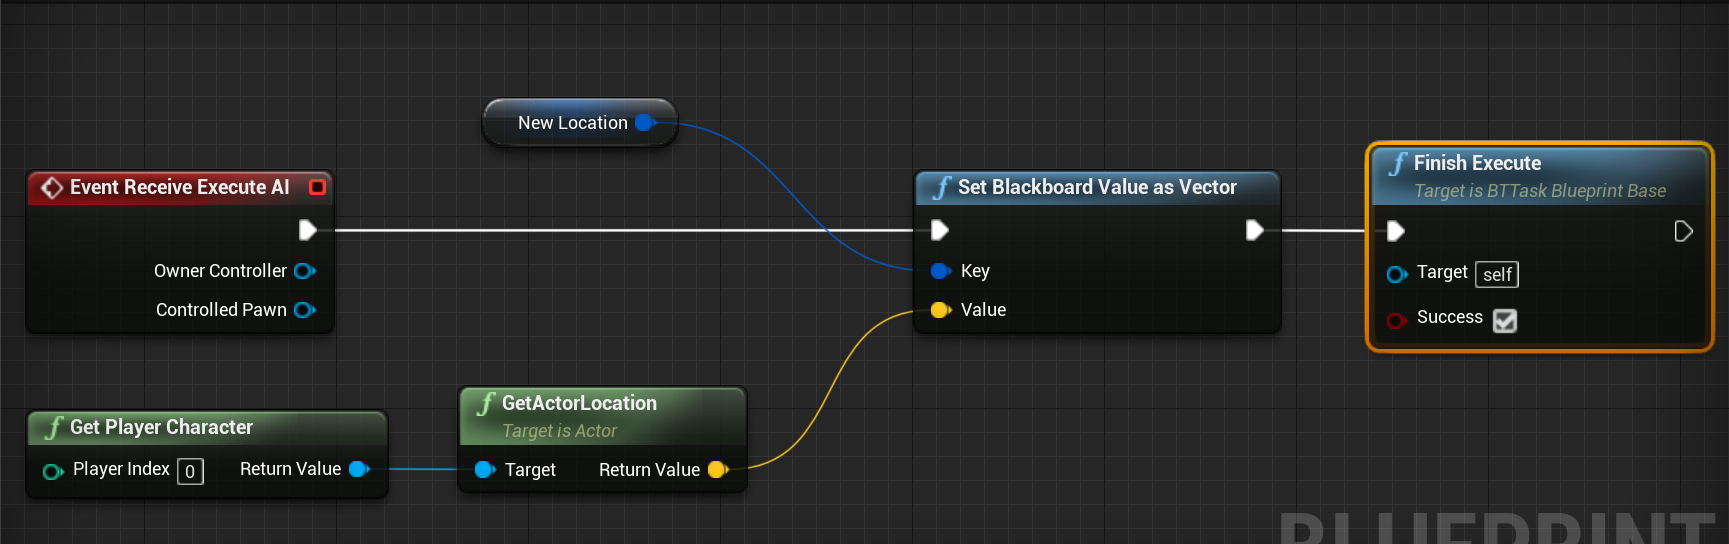 New Location
Event Receive Execute AI
Owner Controller
Controlled Pawn
Set Blackboard Value as Vector
Key
Value
Finish Execute
Target is BTTask Blueprint Base
Target self
Success
Get Player Character
Player Index 0 Return Value
GetActorLocation
Target is Actor
Target Return Value
BLUEPRINT